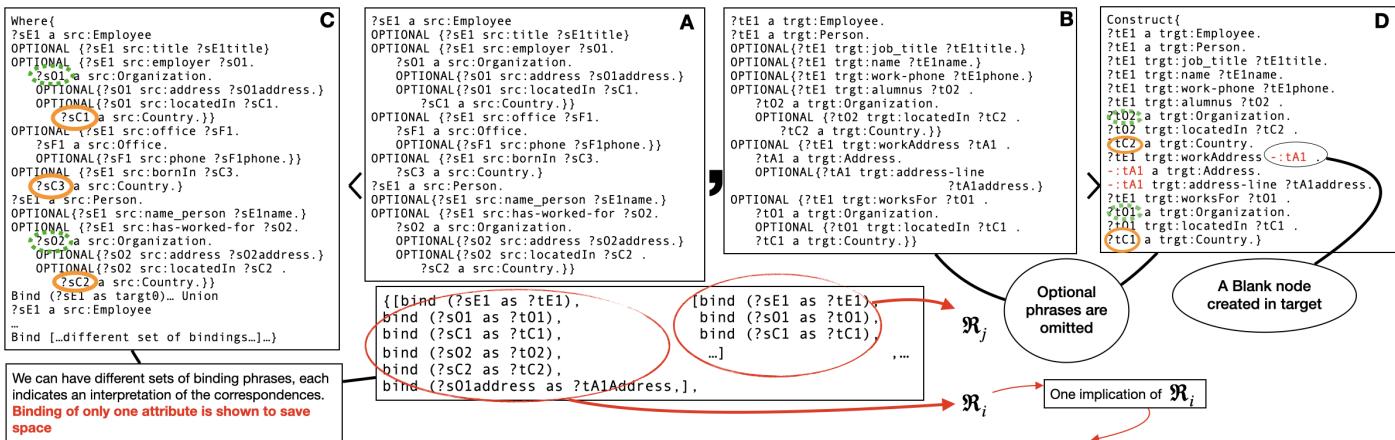 Where{
?sE1 a src:Employee
OPTIONAL {?sE1 src:title ?sE1title}
OPTIONAL {?sE1 src:employer ?sO1.
?sO1 a src:Organization.
OPTIONAL{?sO1 src:address ?sO1address.}
OPTIONAL{?sO1 src:locatedIn ?sC1.
?sC1 a src:Country.}}
OPTIONAL {?sE1 src:office ?sF1.
?sF1 a src:Office.
OPTIONAL{?sF1 src:phone ?sF1phone.}}
OPTIONAL {?sE1 src:bornIn ?sC3.
?sC3 a src:Country.}
?sE1 a src:Person.
OPTIONAL{?sE1 src:name_person ?sE1name.}
OPTIONAL {?sE1 src:has-worked-for ?sO2.
?sO2 a src:Organization.
OPTIONAL{?sO2 src:address ?sO2address.}
OPTIONAL{?sO2 src:locatedIn ?sC2 .
?sC2 a src:Country.}}
Bind (?sE1 as targt0)… Union
?sE1 a src:Employee
…
Bind […different set of bindings…]…}
C
<
?sE1 a src:Employee
OPTIONAL {?sE1 src:title ?sE1title}
OPTIONAL {?sE1 src:employer ?sO1.
?sO1 a src:Organization.
OPTIONAL{?sO1 src:address ?sO1address.}
OPTIONAL{?sO1 src:locatedIn ?sC1.
?sC1 a src:Country.}}
OPTIONAL {?sE1 src:office ?sF1.
?sF1 a src:Office.
OPTIONAL{?sF1 src:phone ?sF1phone.}}
OPTIONAL {?sE1 src:bornIn ?sC3.
?sC3 a src:Country.}
?sE1 a src:Person.
OPTIONAL{?sE1 src:name_person ?sE1name.}
OPTIONAL {?sE1 src:has-worked-for ?sO2.
?sO2 a src:Organization.
OPTIONAL{?sO2 src:address ?sO2address.}
OPTIONAL{?sO2 src:locatedIn ?sC2 .
?sC2 a src:Country.}}
A
,
?tE1 a trgt:Employee.
?tE1 a trgt:Person.
OPTIONAL{?tE1 trgt:job_title ?tE1title.}
OPTIONAL{?tE1 trgt:name ?tE1name.}
OPTIONAL{?tE1 trgt:work-phone ?tE1phone.}
OPTIONAL{?tE1 trgt:alumnus ?tO2 .
?tO2 a trgt:Organization.
OPTIONAL{?tO2 trgt:locatedIn ?tC2 .
?tC2 a trgt:Country.}}
OPTIONAL {?tE1 trgt:workAddress ?tA1 .
?tA1 a trgt:Address.
OPTIONAL{?tA1 trgt:address-line
?tA1address.}
OPTIONAL {?tE1 trgt:worksFor ?tO1 .
?tO1 a trgt:Organization.
OPTIONAL {?tO1 trgt:locatedIn ?tC1 .
?tC1 a trgt:Country.}}
B
>
Construct{
?tE1 a trgt:Employee.
?tE1 a trgt:Person.
?tE1 trgt:job_title ?tE1title.
?tE1 trgt:name ?tE1name.
?tE1 trgt:work-phone ?tE1phone.
?tE1 trgt:alumnus ?tO2 .
?tO2 a trgt:Organization.
?tO2 trgt:locatedIn ?tC2 .
?tC2 a trgt:Country.
?tE1 trgt:workAddress -:tA1 .
-:tA1 a trgt:Address.
-:tA1 trgt:address-line ?tA1address.
?tE1 trgt:worksFor ?tO1 .
?tO1 a trgt:Organization.
?tO1 trgt:locatedIn ?tC1 .
?tC1 a trgt:Country.}
D
{[bind (?sE1 as ?tE1),
bind (?sO1 as ?tO1),
bind (?sC1 as ?tC1),
bind (?sO2 as ?tO2),
bind (?sC2 as ?tC2),
bind (?sO1address as ?tA1Address,],
[bind (?sE1 as ?tE1),
bind (?sO1 as ?tO1),
bind (?sC1 as ?tC1),
…] ,…
ℜj
ℜi
Optional
phrases are
omitted
A Blank node
created in target
We can have different sets of binding phrases, each
indicates an interpretation of the correspondences.
Binding of only one attribute is shown to save
space
One implication of ℜi